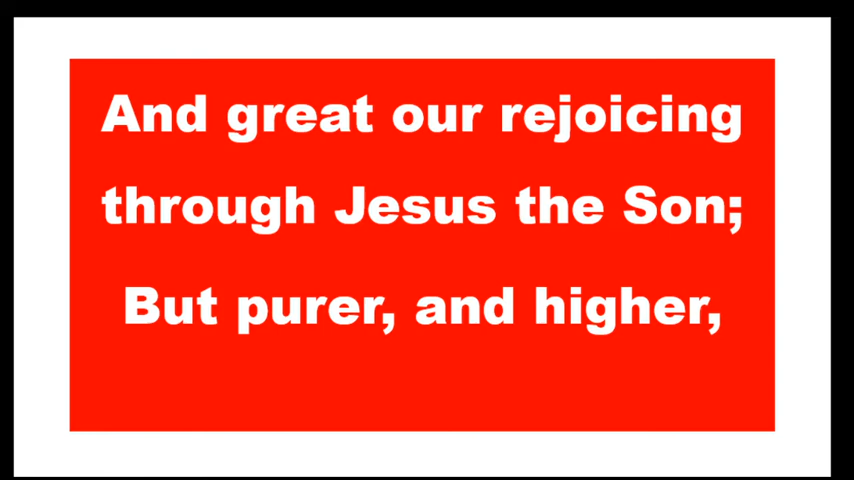 And great our rejoicing
through Jesus the Son;
But purer, and higher,